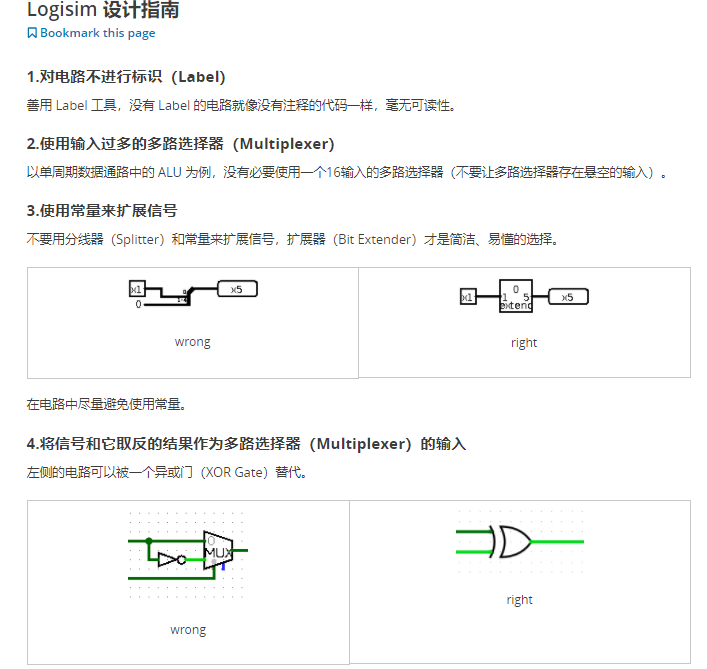 Logisim 设计指南
Bookmark this page
1.对电路不进行标识（Label）
善用 Label 工具，没有 Label 的电路就像没有注释的代码一样，毫无可读性。
2.使用输入过多的多路选择器（Multiplexer）
以单周期数据通路中的 ALU 为例，没有必要使用一个16输入的多路选择器（不要让多路选择器存在悬空的输入）。
3.使用常量来扩展信号
不要用分线器（Splitter）和常量来扩展信号，扩展器（Bit Extender）才是简洁、易懂的选择。
x1
0
1-4
0
x5
wrong
x1
0
1 5
extend
x5
right
在电路中尽量避免使用常量。
4.将信号和它取反的结果作为多路选择器（Multiplexer）的输入
左侧的电路可以被一个异或门（XOR Gate）替代。
0
MUX
wrong
right